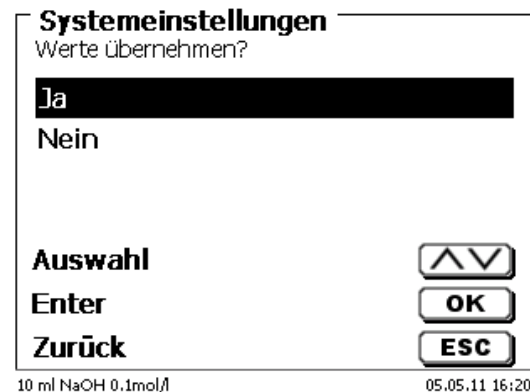 Systemeinstellungen
Werte übernehmen?
Ja
Nein
Auswahl
Enter OK
Zurück ESC
10 ml NaOH 0.1mol/l 05.05.11 16:20